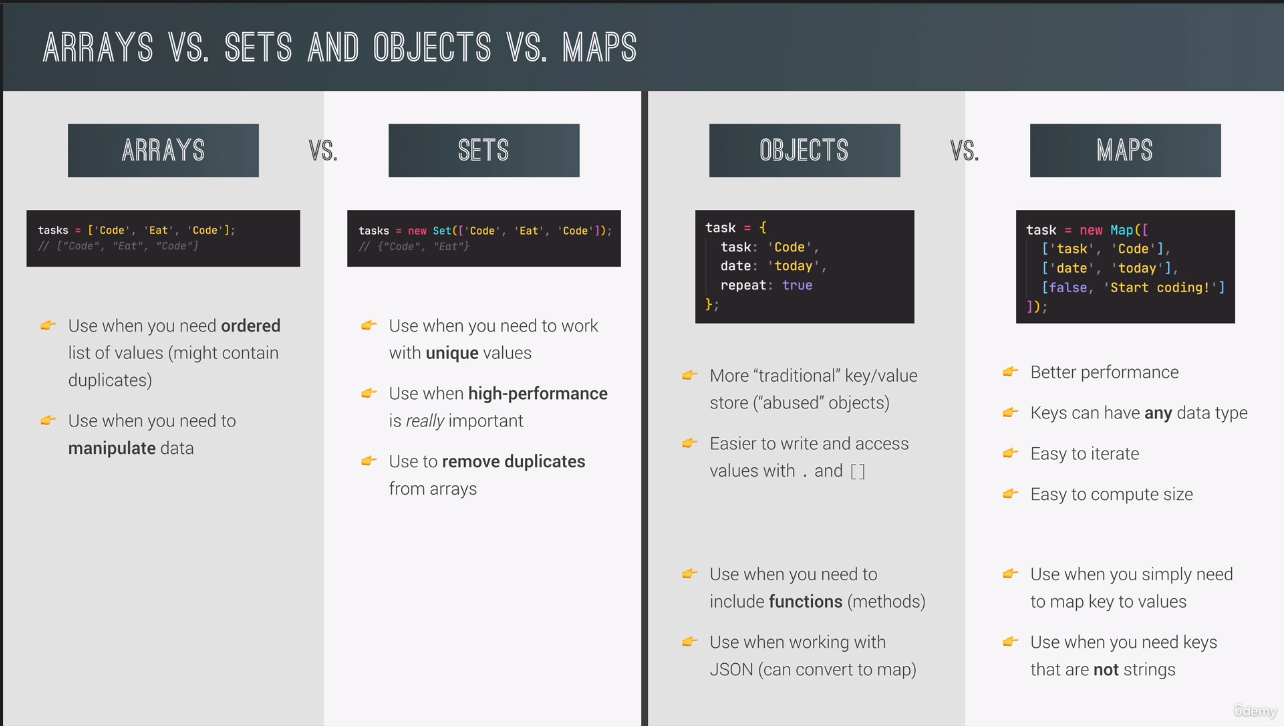 ARRAYS VS. SETS AND OBJECTS VS. MAPS
ARRAYS
VS.
SETS
tasks = ['Code', 'Eat', 'Code'];
// ["Code", "Eat", "Code"]
tasks = new Set(['Code', 'Eat', 'Code']);
// {"Code", "Eat"}
Use when you need ordered
list of values (might contain
duplicates)
Use when you need to
manipulate data
Use when you need to work
with unique values
Use when high-performance
is really important
Use to remove duplicates
from arrays
OBJECTS
VS.
MAPS
task = {
task: 'Code',
date: 'today',
repeat: true
};
More “traditional” key/value
store (“abused” objects)
Easier to write and access
values with . and []
Use when you need to
include functions (methods)
Use when working with
JSON (can convert to map)
task = new Map([
['task', 'Code'],
['date', 'today'],
[false, 'Start coding!']
]);
Better performance
Keys can have any data type
Easy to iterate
Easy to compute size
Use when you simply need
to map key to values
Use when you need keys
that are not strings
ûdemy